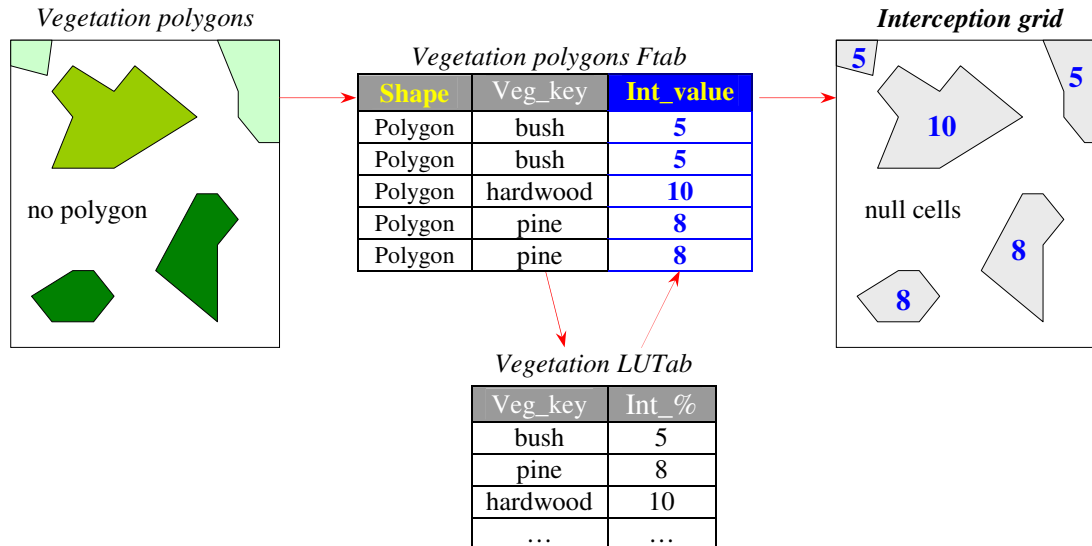 Vegetation polygons
no polygon
Vegetation polygons Ftab
Shape Veg_key Int_value
Polygon bush 5
Polygon bush 5
Polygon hardwood 10
Polygon pine 8
Polygon pine 8
Vegetation LUTab
Veg_key Int_%
bush 5
pine 8
hardwood 10
... ...
Interception grid
5
5
10
null cells
8
8